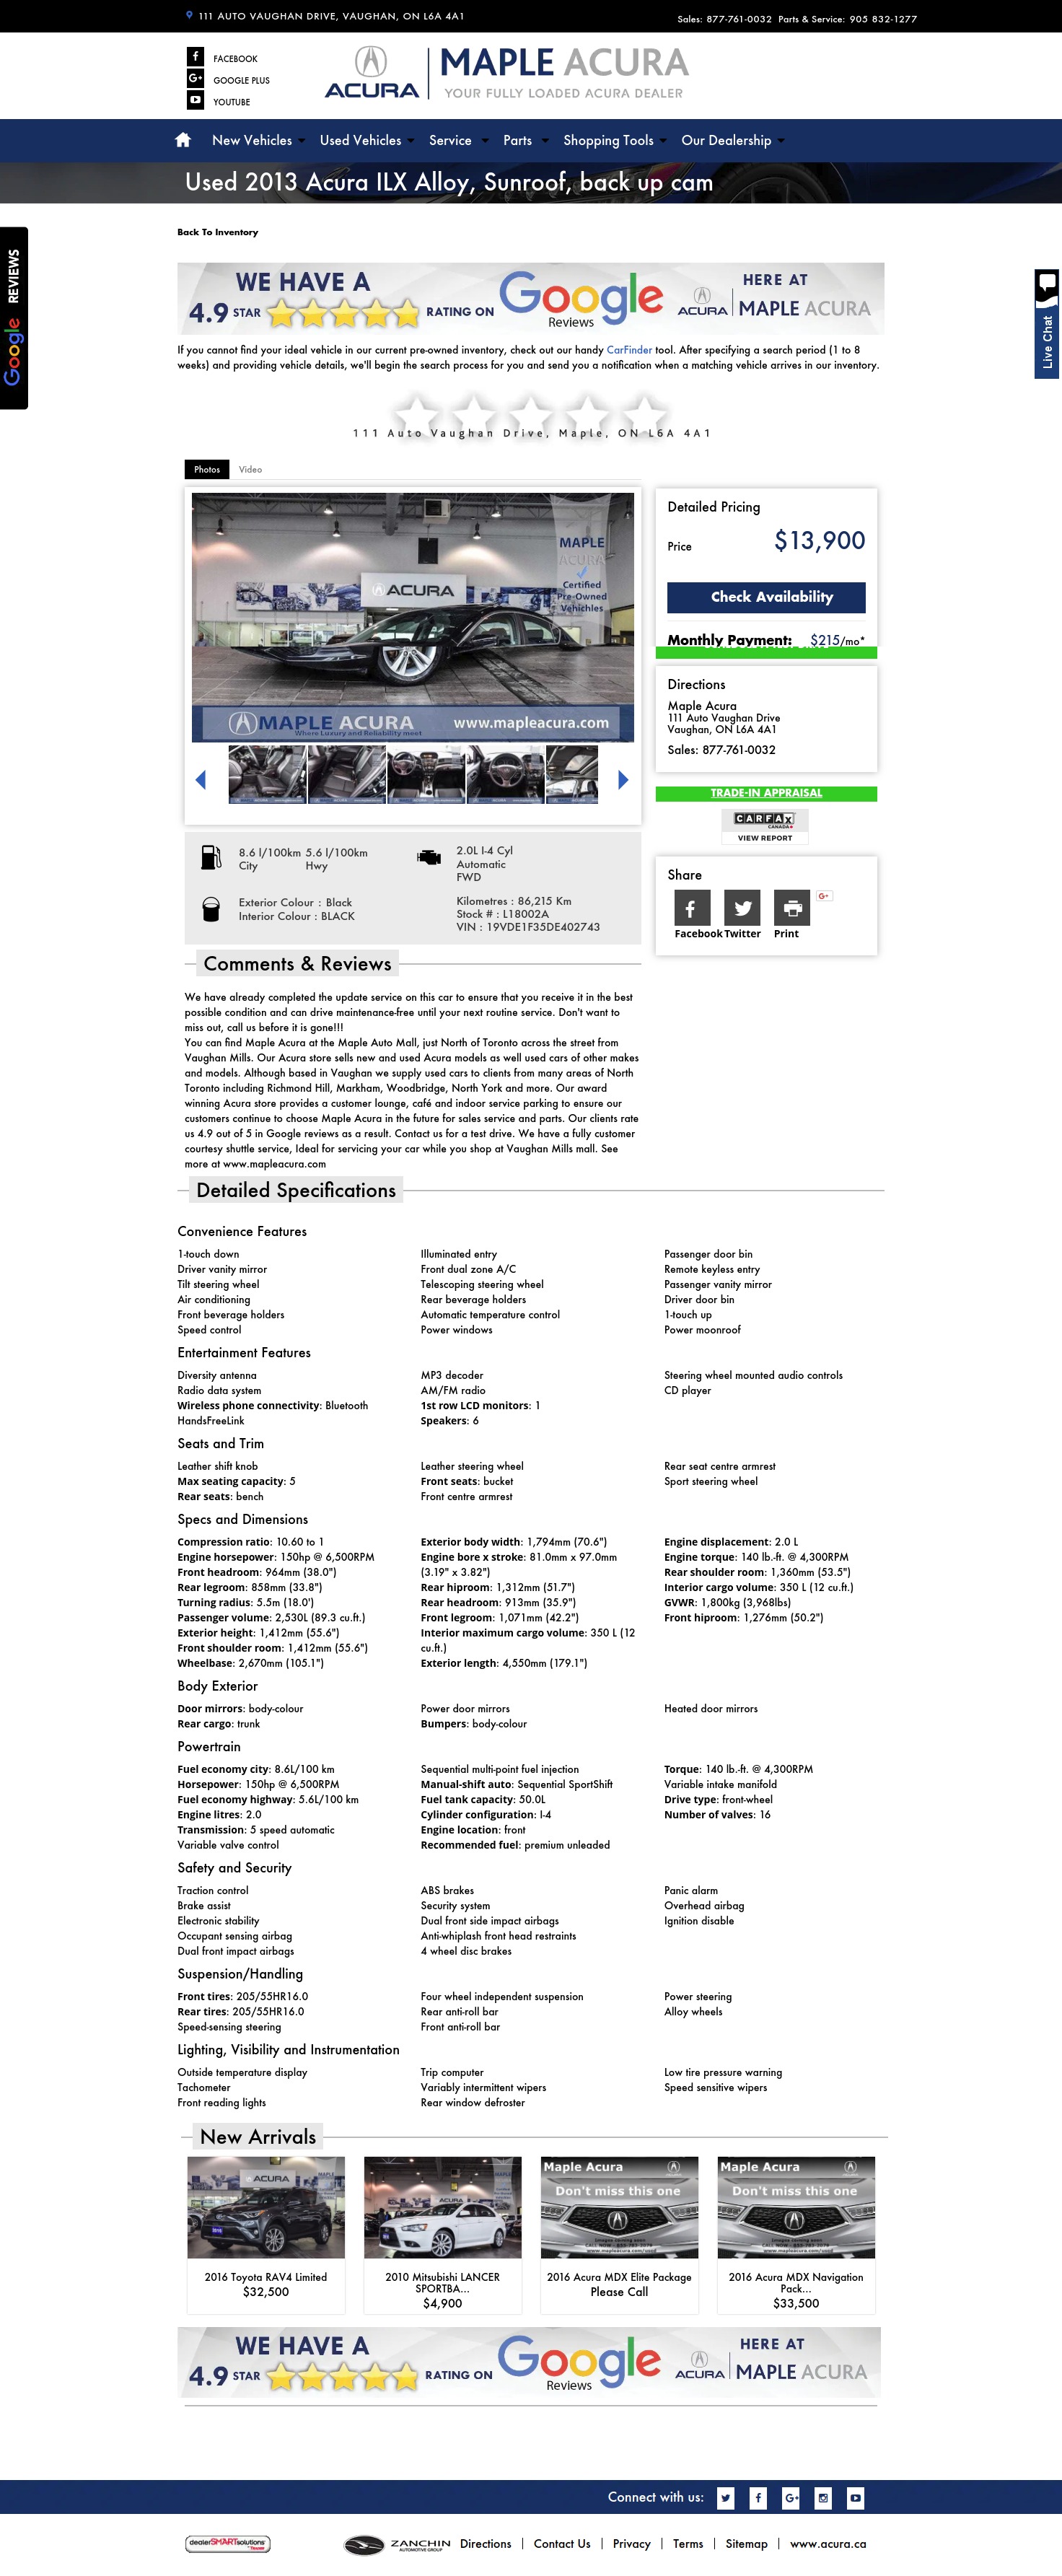 111 AUTO VAUGHAN DRIVE, VAUGHAN, ON L6A 4A1
Sales: 877-761-0032 Parts & Service: 905 832-1277
FACEBOOK
GOOGLE PLUS
YOUTUBE
ACURA
MAPLE ACURA
YOUR FULLY LOADED ACURA DEALER
New Vehicles Used Vehicles Service Parts Shopping Tools Our Dealership
Used 2013 Acura ILX Alloy, Sunroof, back up cam
Back To Inventory
Google REVIEWS
Live Chat
WE HAVE A
4.9 STAR RATING ON
Google
Reviews
HERE AT
ACURA MAPLE ACURA
If you cannot find your ideal vehicle in our current pre-owned inventory, check out our handy CarFinder tool. After specifying a search period (1 to 8
weeks) and providing vehicle details, we'll begin the search process for you and send you a notification when a matching vehicle arrives in our inventory.
111 Auto Vaughan Drive, Maple, ON L6A 4A1
Photos Video
MAPLE
ACURA
Certified
Pre-Owned
Vehichles
ACURA
MAPLE ACURA
Where Luxury and Reliability meet
www.mapleacura.com
Detailed Pricing
Price $13,900
Check Availability
Monthly Payment: $215/mo*
Directions
Maple Acura
111 Auto Vaughan Drive
Vaughan, ON L6A 4A1
Sales: 877-761-0032
TRADE-IN APPRAISAL
CARFAX
CANADA
VIEW REPORT
Share
Facebook Twitter Print
G+
8.6 l/100km 5.6 l/100km
City Hwy
2.0L I-4 Cyl
Automatic
FWD
Exterior Colour : Black
Interior Colour : BLACK
Kilometres : 86,215 Km
Stock # : L18002A
VIN : 19VDE1F35DE402743
Comments & Reviews
We have already completed the update service on this car to ensure that you receive it in the best
possible condition and can drive maintenance-free until your next routine service. Don't want to
miss out, call us before it is gone!!!
You can find Maple Acura at the Maple Auto Mall, just North of Toronto across the street from
Vaughan Mills. Our Acura store sells new and used Acura models as well used cars of other makes
and models. Although based in Vaughan we supply used cars to clients from many areas of North
Toronto including Richmond Hill, Markham, Woodbridge, North York and more. Our award
winning Acura store provides a customer lounge, café and indoor service parking to ensure our
customers continue to choose Maple Acura in the future for sales service and parts. Our clients rate
us 4.9 out of 5 in Google reviews as a result. Contact us for a test drive. We have a fully customer
courtesy shuttle service, Ideal for servicing your car while you shop at Vaughan Mills mall. See
more at www.mapleacura.com
Detailed Specifications
Convenience Features
1-touch down Illuminated entry Passenger door bin
Driver vanity mirror Front dual zone A/C Remote keyless entry
Tilt steering wheel Telescoping steering wheel Passenger vanity mirror
Air conditioning Rear beverage holders Driver door bin
Front beverage holders Automatic temperature control 1-touch up
Speed control Power windows Power moonroof
Entertainment Features
Diversity antenna MP3 decoder Steering wheel mounted audio controls
Radio data system AM/FM radio CD player
Wireless phone connectivity: Bluetooth 1st row LCD monitors: 1
HandsFreeLink Speakers: 6
Seats and Trim
Leather shift knob Leather steering wheel Rear seat centre armrest
Max seating capacity: 5 Front seats: bucket Sport steering wheel
Rear seats: bench Front centre armrest
Specs and Dimensions
Compression ratio: 10.60 to 1 Exterior body width: 1,794mm (70.6") Engine displacement: 2.0 L
Engine horsepower: 150hp @ 6,500RPM Engine bore x stroke: 81.0mm x 97.0mm Engine torque: 140 lb.-ft. @ 4,300RPM
Front headroom: 964mm (38.0") (3.19" x 3.82") Rear shoulder room: 1,360mm (53.5")
Rear legroom: 858mm (33.8") Rear hiproom: 1,312mm (51.7") Interior cargo volume: 350 L (12 cu.ft.)
Turning radius: 5.5m (18.0') Rear headroom: 913mm (35.9") GVWR: 1,800kg (3,968lbs)
Passenger volume: 2,530L (89.3 cu.ft.) Front legroom: 1,071mm (42.2") Front hiproom: 1,276mm (50.2")
Exterior height: 1,412mm (55.6") Interior maximum cargo volume: 350 L (12
Front shoulder room: 1,412mm (55.6") cu.ft.)
Wheelbase: 2,670mm (105.1") Exterior length: 4,550mm (179.1")
Body Exterior
Door mirrors: body-colour Power door mirrors Heated door mirrors
Rear cargo: trunk Bumpers: body-colour
Powertrain
Fuel economy city: 8.6L/100 km Sequential multi-point fuel injection Torque: 140 lb.-ft. @ 4,300RPM
Horsepower: 150hp @ 6,500RPM Manual-shift auto: Sequential SportShift Variable intake manifold
Fuel economy highway: 5.6L/100 km Fuel tank capacity: 50.0L Drive type: front-wheel
Engine litres: 2.0 Cylinder configuration: I-4 Number of valves: 16
Transmission: 5 speed automatic Engine location: front
Variable valve control Recommended fuel: premium unleaded
Safety and Security
Traction control ABS brakes Panic alarm
Brake assist Security system Overhead airbag
Electronic stability Dual front side impact airbags Ignition disable
Occupant sensing airbag Anti-whiplash front head restraints
Dual front impact airbags 4 wheel disc brakes
Suspension/Handling
Front tires: 205/55HR16.0 Four wheel independent suspension Power steering
Rear tires: 205/55HR16.0 Rear anti-roll bar Alloy wheels
Speed-sensing steering Front anti-roll bar
Lighting, Visibility and Instrumentation
Outside temperature display Trip computer Low tire pressure warning
Tachometer Variably intermittent wipers Speed sensitive wipers
Front reading lights Rear window defroster
New Arrivals
ACURA
ACURA
Maple Acura
Don't miss this one
Maple Acura
Don't miss this one
2016 Toyota RAV4 Limited
$32,500
2010 Mitsubishi LANCER
SPORTBA...
$4,900
2016 Acura MDX Elite Package
Please Call
2016 Acura MDX Navigation
Pack...
$33,500
WE HAVE A
4.9 STAR RATING ON
Google
Reviews
HERE AT
ACURA MAPLE ACURA
Connect with us:
dealerSMARTsolutions
ZANCHIN
AUTOMOTIVE GROUP
Directions | Contact Us | Privacy | Terms | Sitemap | www.acura.ca